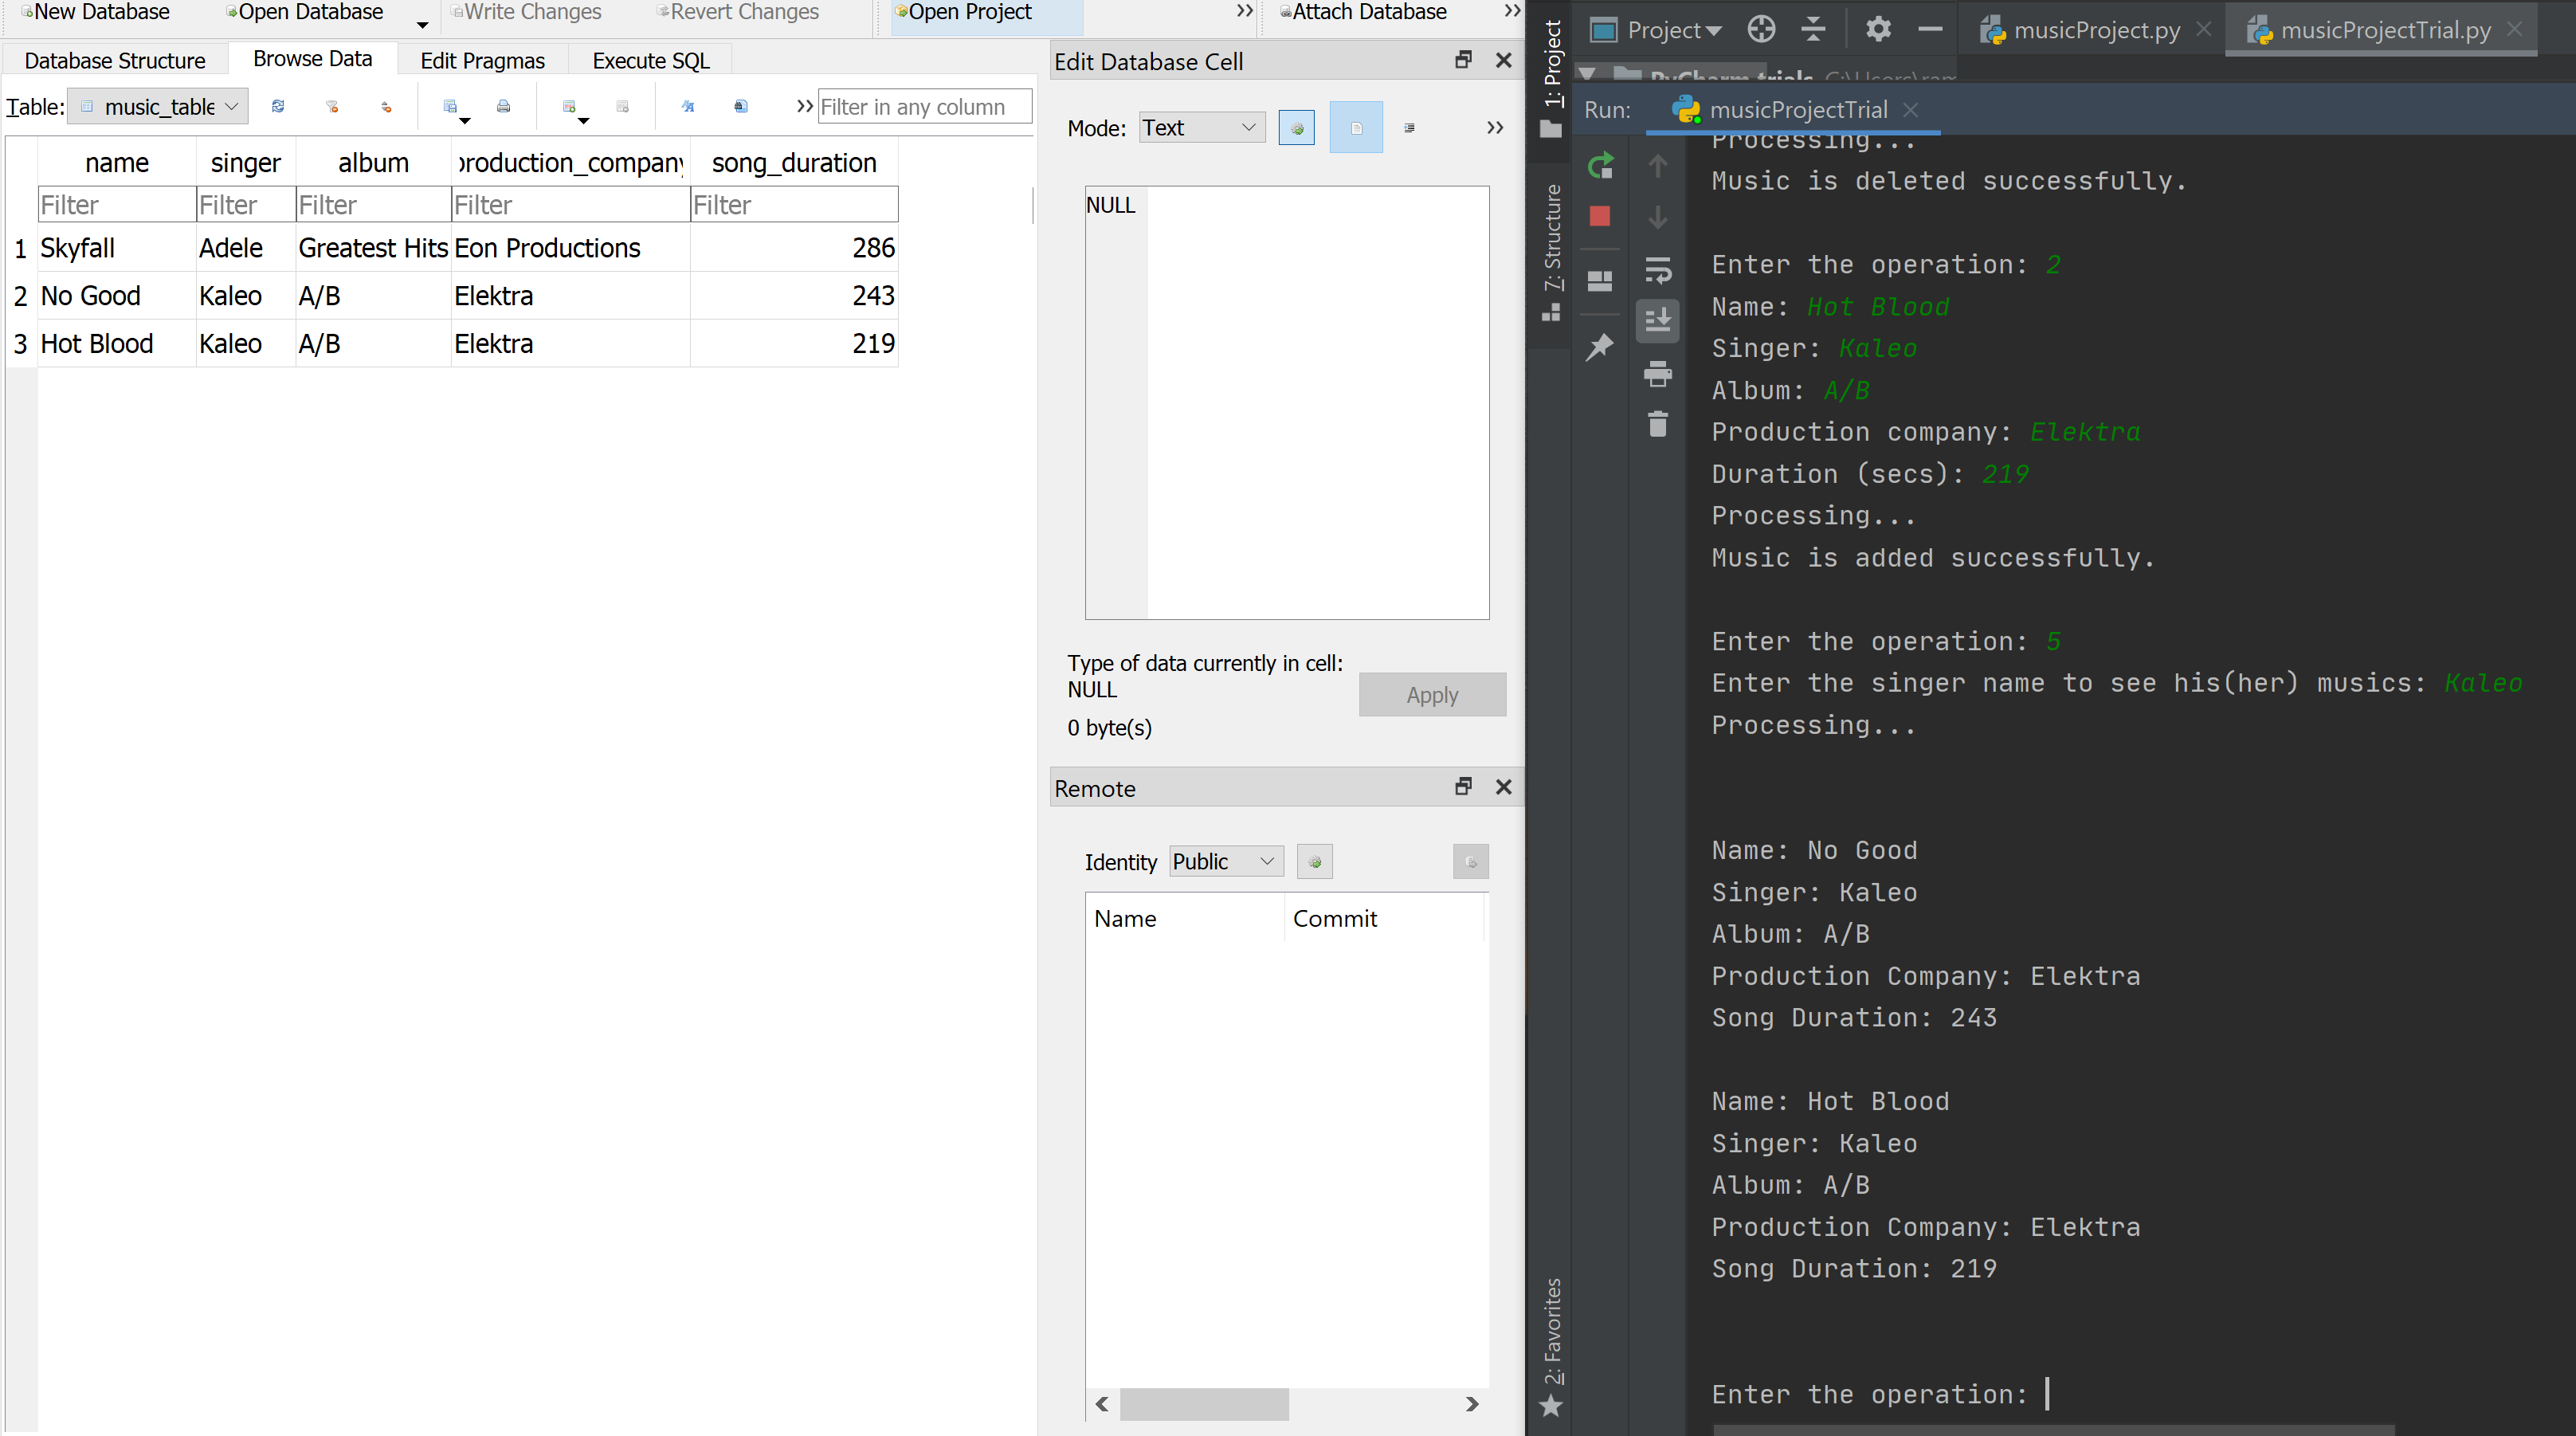 New Database Open Database Write Changes Revert Changes Open Project Attach Database
Database Structure Browse Data Edit Pragmas Execute SQL
Table: music_table Filter in any column
name singer album production_company song_duration
Filter Filter Filter Filter Filter
1 Skyfall Adele Greatest Hits Eon Productions 286
2 No Good Kaleo A/B Elektra 243
3 Hot Blood Kaleo A/B Elektra 219
Edit Database Cell
Mode: Text
NULL
Type of data currently in cell:
NULL
Apply
0 byte(s)
Remote
Identity Public
Name Commit
1: Project
7: Structure
2: Favorites
Project musicProject.py musicProjectTrial.py
PyCharm trials
Run: musicProjectTrial
Processing...
Music is deleted successfully.
Enter the operation: 2
Name: Hot Blood
Singer: Kaleo
Album: A/B
Production company: Elektra
Duration (secs): 219
Processing...
Music is added successfully.
Enter the operation: 5
Enter the singer name to see his(her) musics: Kaleo
Processing...
Name: No Good
Singer: Kaleo
Album: A/B
Production Company: Elektra
Song Duration: 243
Name: Hot Blood
Singer: Kaleo
Album: A/B
Production Company: Elektra
Song Duration: 219
Enter the operation: